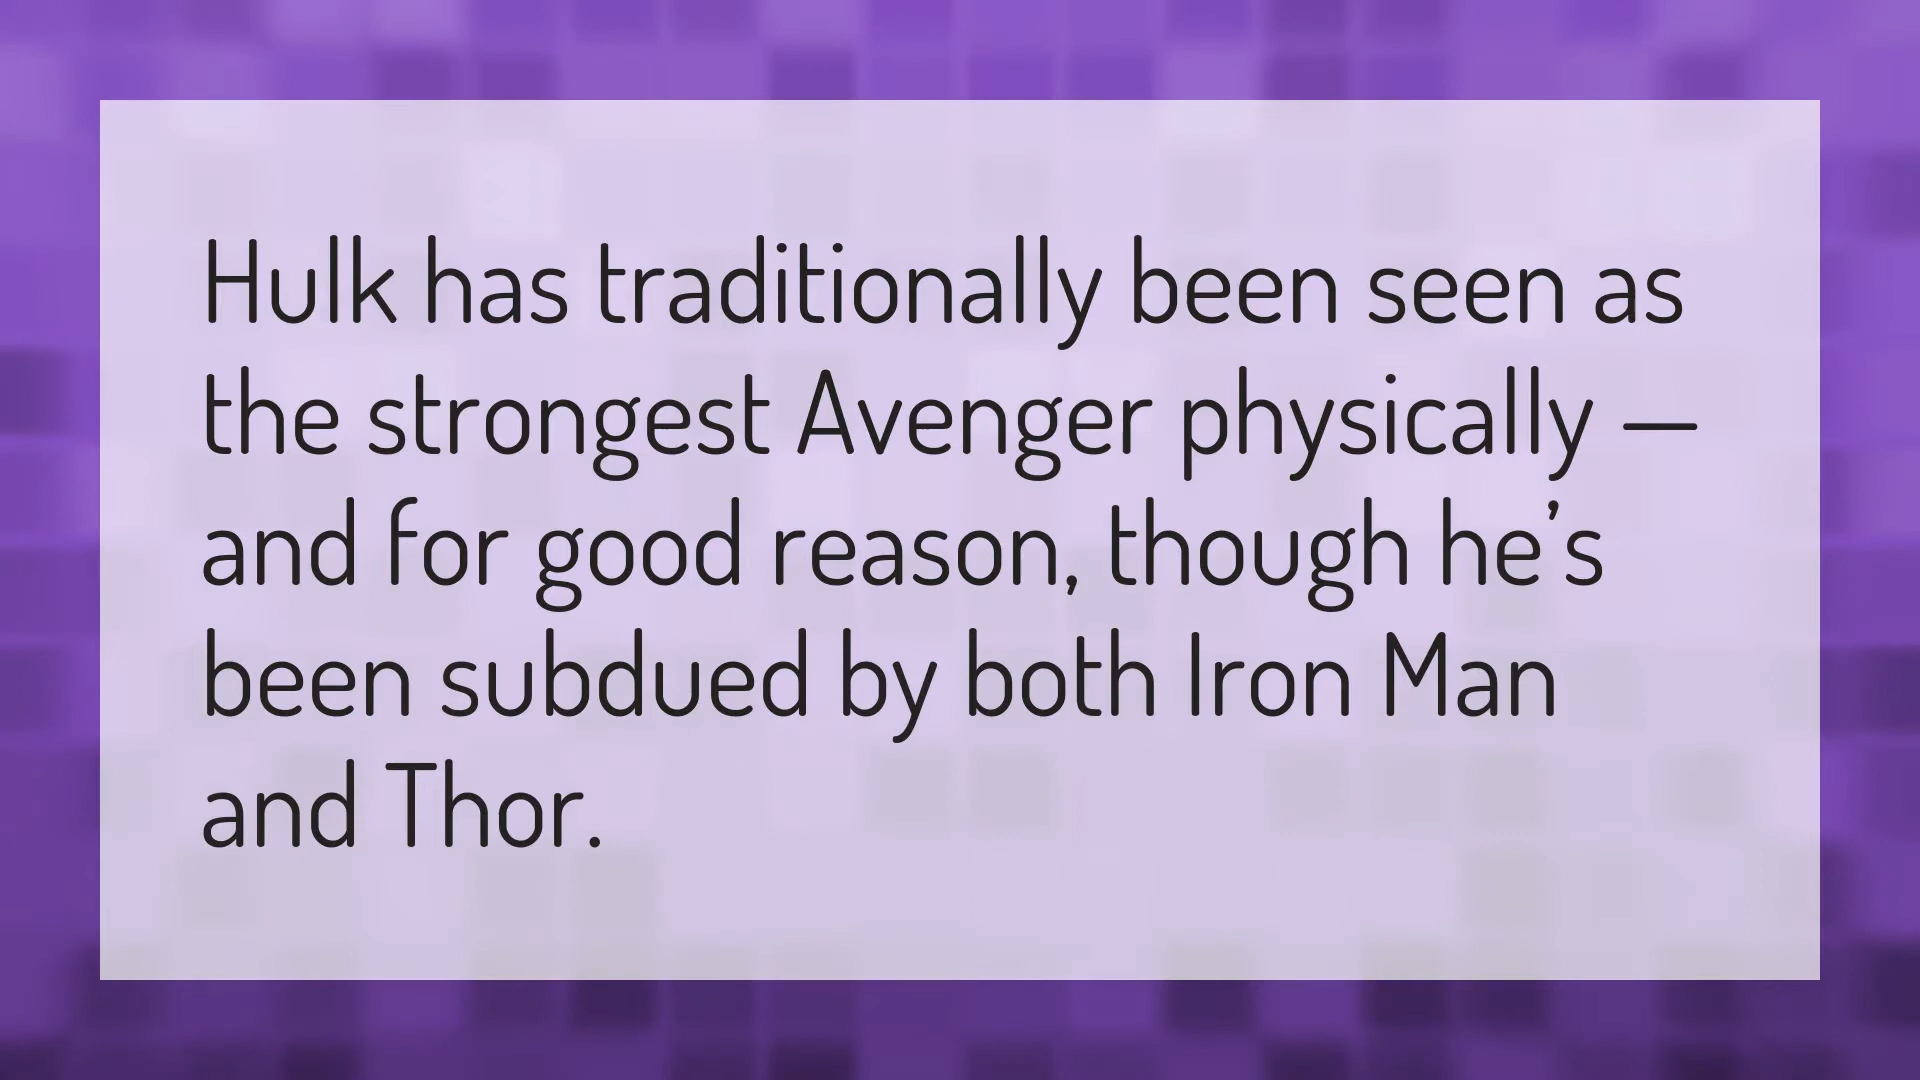 Hulk has traditionally been seen as
the strongest Avenger physically —
and for good reason, though he’s
been subdued by both Iron Man
and Thor.